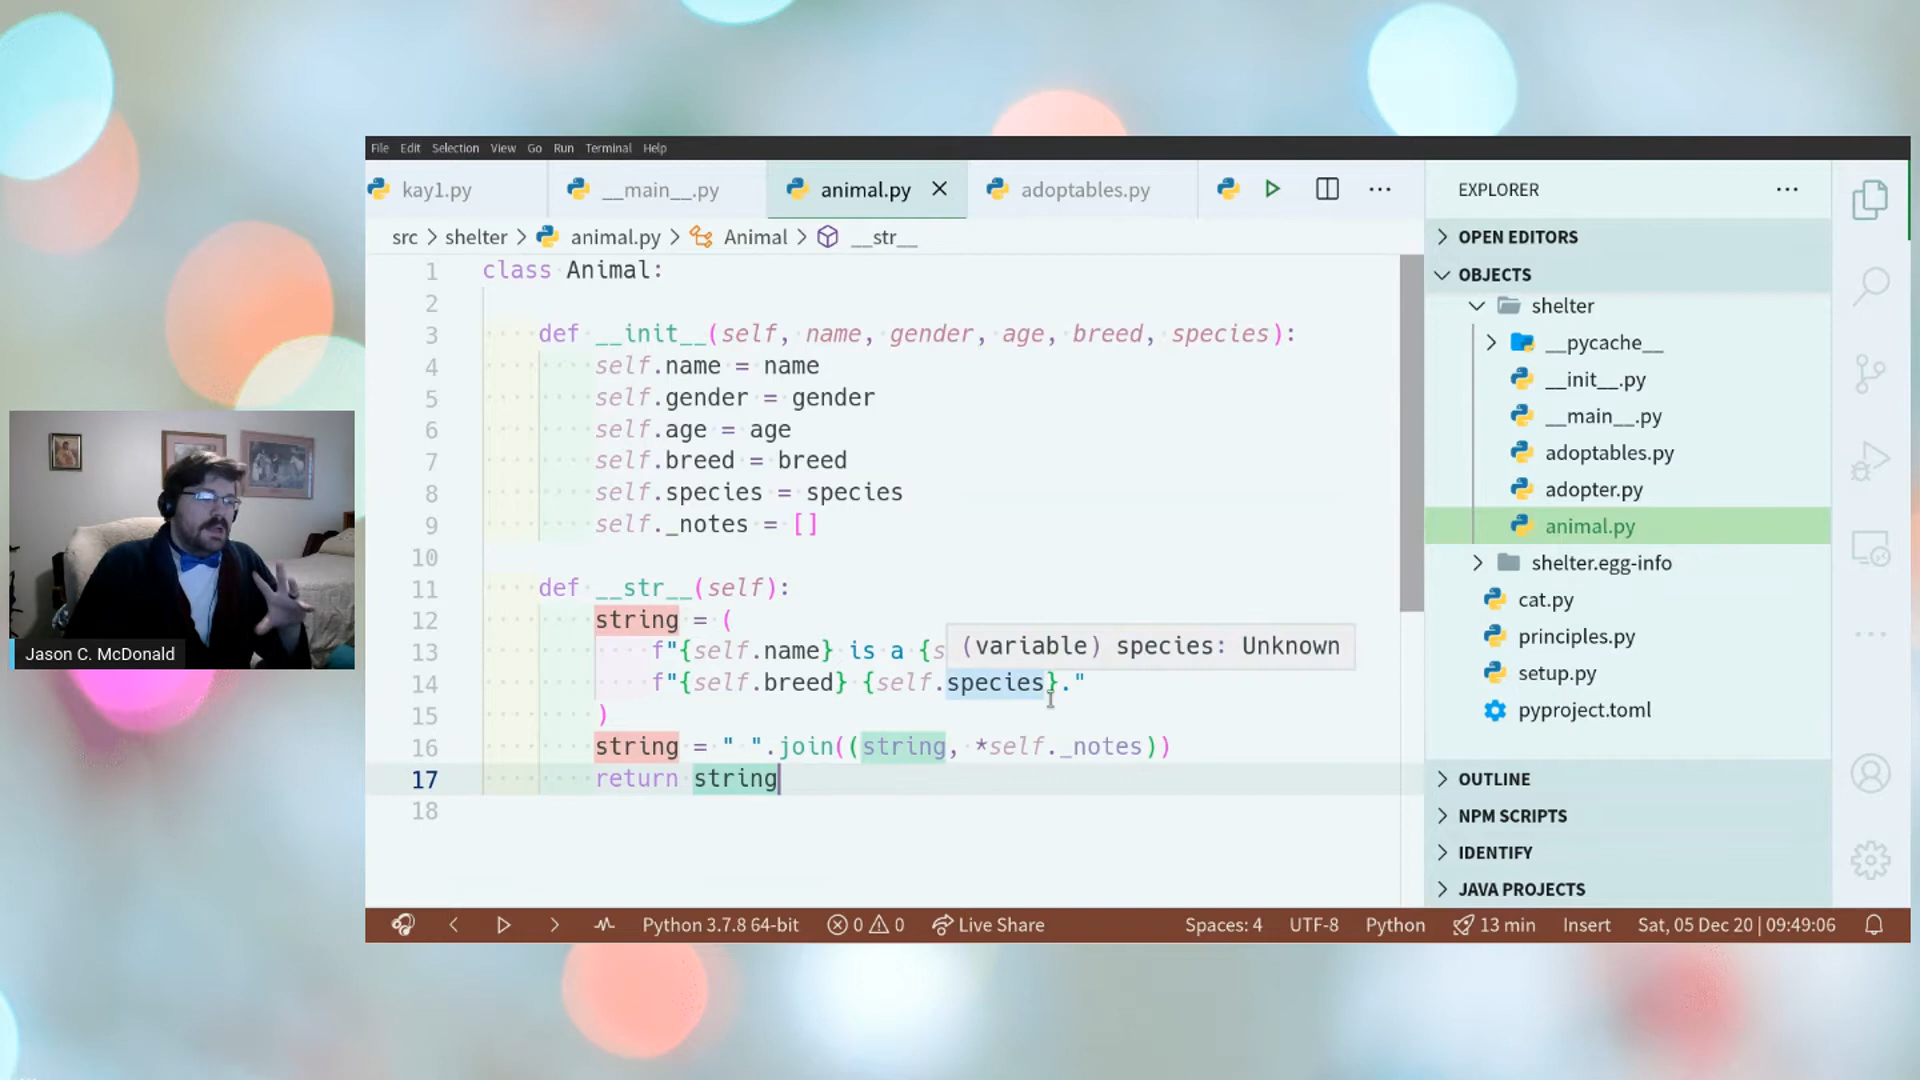 File Edit Selection View Go Run Terminal Help
kay1.py __main__.py animal.py adoptables.py
src > shelter > animal.py > Animal > __str__
1 class Animal:
2
3 def __init__(self, name, gender, age, breed, species):
4 self.name = name
5 self.gender = gender
6 self.age = age
7 self.breed = breed
8 self.species = species
9 self._notes = []
10
11 def __str__(self):
12 string = (
13 f"{self.name} is a {s
(variable) species: Unknown
14 f"{self.breed} {self.species}."
15 )
16 string = " ".join((string, *self._notes))
17 return string
18
EXPLORER
OPEN EDITORS
OBJECTS
shelter
__pycache__
__init__.py
__main__.py
adoptables.py
adopter.py
animal.py
shelter.egg-info
cat.py
principles.py
setup.py
pyproject.toml
OUTLINE
NPM SCRIPTS
IDENTIFY
JAVA PROJECTS
Jason C. McDonald
Python 3.7.8 64-bit 0 0 Live Share Spaces: 4 UTF-8 Python 13 min Insert Sat, 05 Dec 20 | 09:49:06